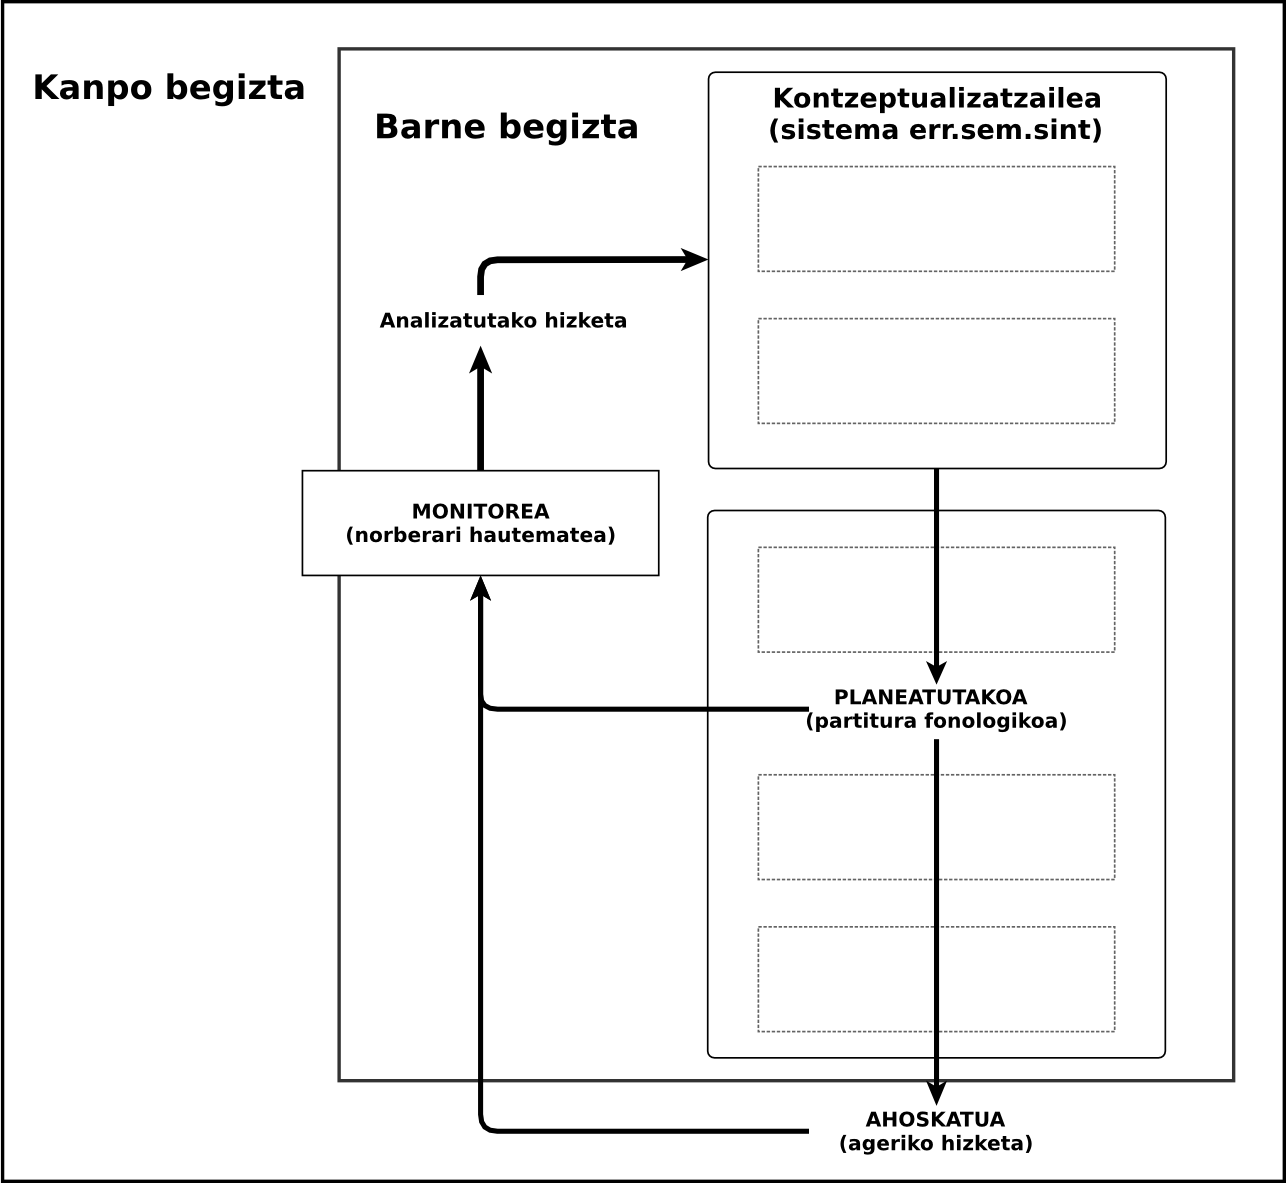 Kanpo begizta
Barne begizta
Kontzeptualizatzailea
(sistema err.sem.sint)
Analizatutako hizketa
MONITOREA
(norberari hautematea)
PLANEATUTAKOA
(partitura fonologikoa)
AHOSKATUA
(ageriko hizketa)